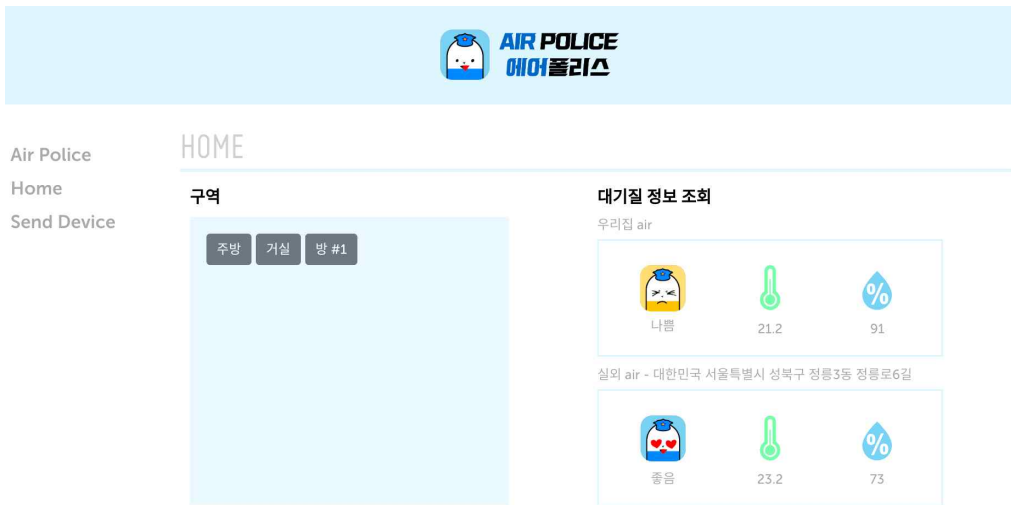 AIR POLICE
에어폴리스
Air Police
Home
Send Device
HOME
구역
주방 거실 방 #1
대기질 정보 조회
우리집 air
나쁨 21.2 91
실외 air - 대한민국 서울특별시 성북구 정릉3동 정릉로6길
좋음 23.2 73